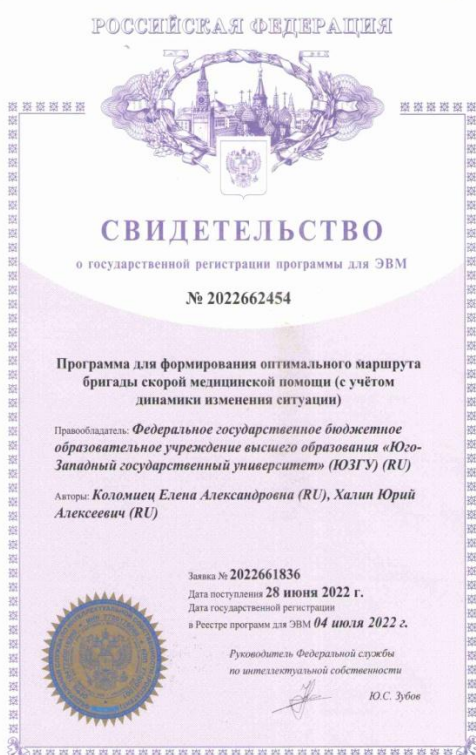 РОССИЙСКАЯ ФЕДЕРАЦИЯ
СВИДЕТЕЛЬСТВО
о государственной регистрации программы для ЭВМ
№ 2022662454
Программа для формирования оптимального маршрута
бригады скорой медицинской помощи (с учётом
динамики изменения ситуации)
Правообладатель: Федеральное государственное бюджетное
образовательное учреждение высшего образования «Юго-
Западный государственный университет» (ЮЗГУ) (RU)
Авторы: Коломиец Елена Александровна (RU), Халин Юрий
Алексеевич (RU)
Заявка № 2022661836
Дата поступления 28 июня 2022 г.
Дата государственной регистрации
в Реестре программ для ЭВМ 04 июля 2022 г.
Руководитель Федеральной службы
по интеллектуальной собственности
Ю.С. Зубов